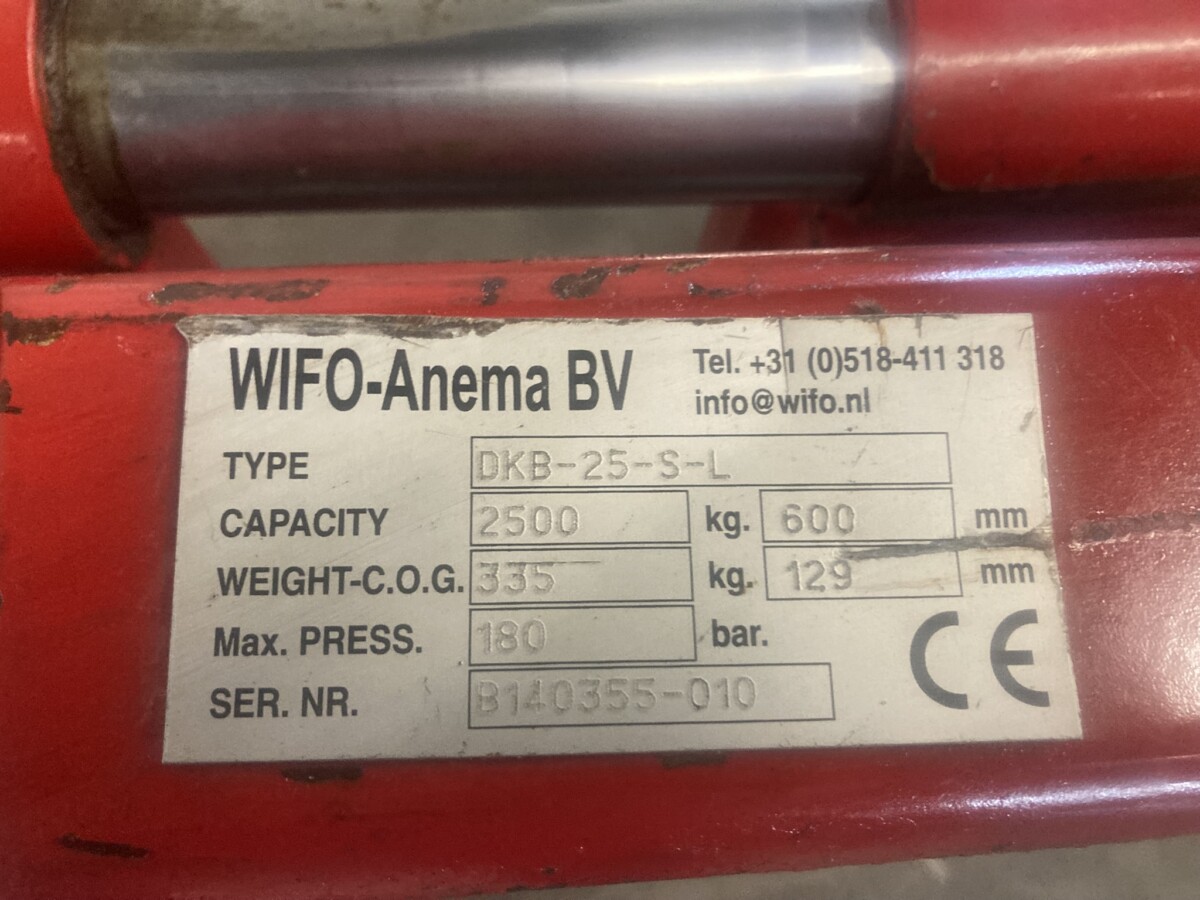 WIFO-Anema BV Tel. +31 (0)518-411 318
info@wifo.nl
TYPE DKB-25-S-L
CAPACITY 2500 kg. 600 mm
WEIGHT-C.O.G. 335 kg. 129 mm
Max. PRESS. 180 bar.
SER. NR. B140355-010
CE